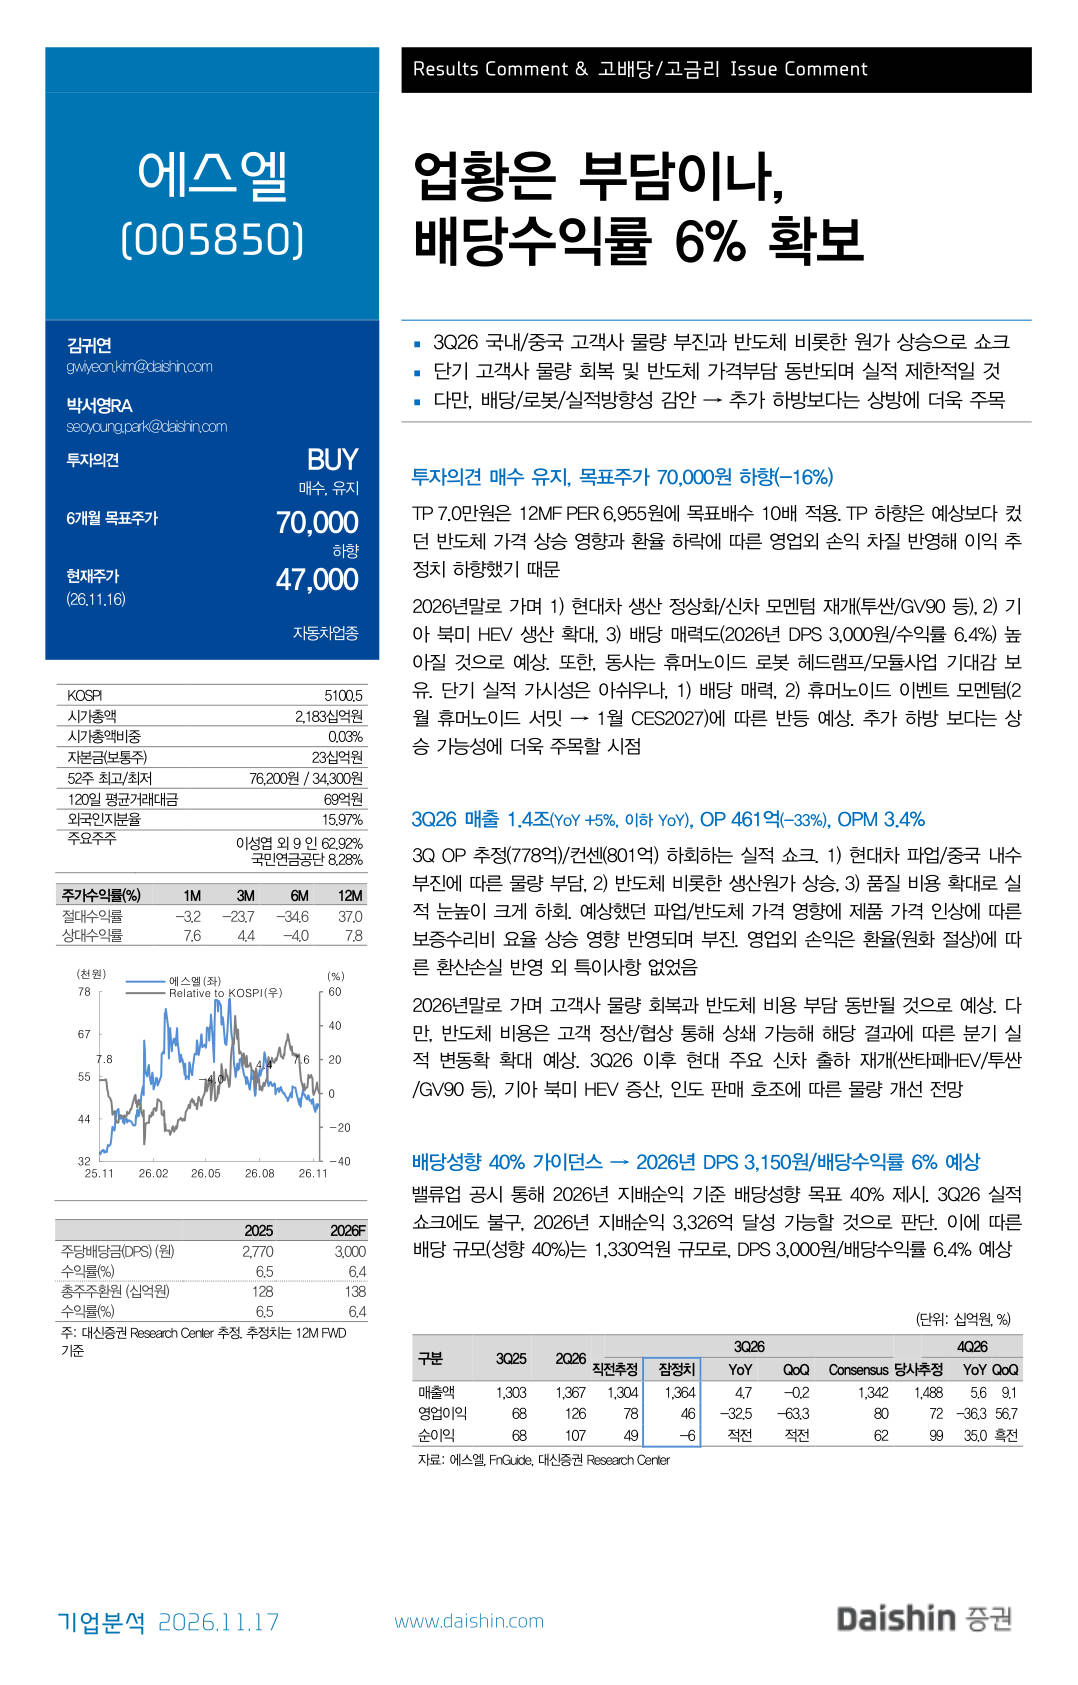 Results Comment & 고배당/고금리 Issue Comment
에스엘
(005850)
업황은 부담이나,
배당수익률 6% 확보
김귀연
gwiyeon.kim@daishin.com
박서영RA
seoyoung.park@daishin.com
투자의견 BUY
매수, 유지
6개월 목표주가 70,000
하향
현재주가 47,000
(26.11.16)
자동차업종
KOSPI 5100.5
시가총액 2,183십억원
시가총액비중 0.03%
자본금(보통주) 23십억원
52주 최고/최저 76,200원 / 34,300원
120일 평균거래대금 69억원
외국인지분율 15.97%
주요주주 이성엽 외 9 인 62.92%
국민연금공단 8.28%
주가수익률(%) 1M 3M 6M 12M
절대수익률 -3.2 -23.7 -34.6 37.0
상대수익률 7.6 4.4 -4.0 7.8
(천원) (%)
에스엘(좌)
Relative to KOSPI(우)
78 60
67 40
7.8 -4.0 4.4 7.6 20
55 0
44 -20
32 -40
25.11 26.02 26.05 26.08 26.11
2025 2026F
주당배당금(DPS) (원) 2,770 3,000
수익률(%) 6.5 6.4
총주주환원 (십억원) 128 138
수익률(%) 6.5 6.4
주: 대신증권 Research Center 추정, 추정치는 12M FWD
기준
▪ 3Q26 국내/중국 고객사 물량 부진과 반도체 비롯한 원가 상승으로 쇼크
▪ 단기 고객사 물량 회복 및 반도체 가격부담 동반되며 실적 제한적일 것
▪ 다만, 배당/로봇/실적방향성 감안 → 추가 하방보다는 상방에 더욱 주목
투자의견 매수 유지, 목표주가 70,000원 하향(-16%)
TP 7.0만원은 12MF PER 6,955원에 목표배수 10배 적용. TP 하향은 예상보다 컸
던 반도체 가격 상승 영향과 환율 하락에 따른 영업외 손익 차질 반영해 이익 추
정치 하향했기 때문
2026년말로 가며 1) 현대차 생산 정상화/신차 모멘텀 재개(투싼/GV90 등), 2) 기
아 북미 HEV 생산 확대, 3) 배당 매력도(2026년 DPS 3,000원/수익률 6.4%) 높
아질 것으로 예상. 또한, 동사는 휴머노이드 로봇 헤드램프/모듈사업 기대감 보
유. 단기 실적 가시성은 아쉬우나, 1) 배당 매력, 2) 휴머노이드 이벤트 모멘텀(2
월 휴머노이드 서밋 → 1월 CES2027)에 따른 반등 예상. 추가 하방 보다는 상
승 가능성에 더욱 주목할 시점
3Q26 매출 1.4조(YoY +5%, 이하 YoY), OP 461억(-33%), OPM 3.4%
3Q OP 추정(778억)/컨센(801억) 하회하는 실적 쇼크. 1) 현대차 파업/중국 내수
부진에 따른 물량 부담, 2) 반도체 비롯한 생산원가 상승, 3) 품질 비용 확대로 실
적 눈높이 크게 하회. 예상했던 파업/반도체 가격 영향에 제품 가격 인상에 따른
보증수리비 요율 상승 영향 반영되며 부진. 영업외 손익은 환율(원화 절상)에 따
른 환산손실 반영 외 특이사항 없었음
2026년말로 가며 고객사 물량 회복과 반도체 비용 부담 동반될 것으로 예상. 다
만, 반도체 비용은 고객 정산/협상 통해 상쇄 가능해 해당 결과에 따른 분기 실
적 변동확 확대 예상. 3Q26 이후 현대 주요 신차 출하 재개(싼타페HEV/투싼
/GV90 등), 기아 북미 HEV 증산, 인도 판매 호조에 따른 물량 개선 전망
배당성향 40% 가이던스 → 2026년 DPS 3,150원/배당수익률 6% 예상
밸류업 공시 통해 2026년 지배순익 기준 배당성향 목표 40% 제시. 3Q26 실적
쇼크에도 불구, 2026년 지배순익 3,326억 달성 가능할 것으로 판단. 이에 따른
배당 규모(성향 40%)는 1,330억원 규모로, DPS 3,000원/배당수익률 6.4% 예상
(단위: 십억원, %)
구분 3Q25 2Q26 3Q26 4Q26
직전추정 잠정치 YoY QoQ Consensus 당사추정 YoY QoQ
매출액 1,303 1,367 1,304 1,364 4.7 -0.2 1,342 1,488 5.6 9.1
영업이익 68 126 78 46 -32.5 -63.3 80 72 -36.3 56.7
순이익 68 107 49 -6 적전 적전 62 99 35.0 흑전
자료: 에스엘, FnGuide, 대신증권 Research Center
기업분석 2026.11.17
www.daishin.com
Daishin 증권